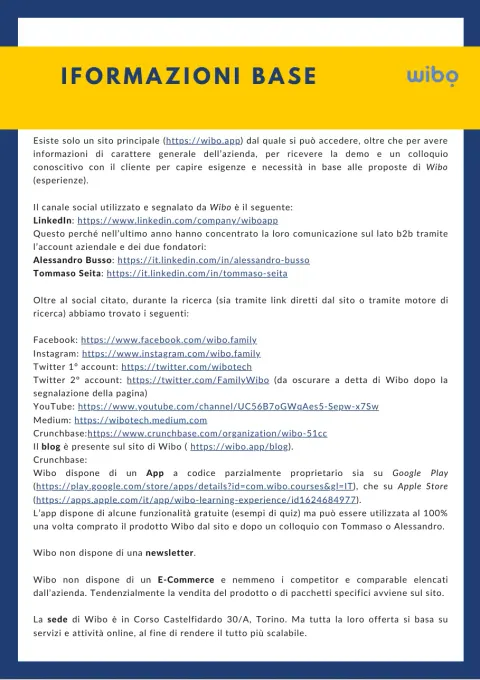 IFORMAZIONI BASE
wibo
Esiste solo un sito principale (https://wibo.app) dal quale si può accedere, oltre che per avere
informazioni di carattere generale dell'azienda, per ricevere la demo e un colloquio
conoscitivo con il cliente per capire esigenze e necessità in base alle proposte di Wibo
(esperienze).
Il canale social utilizzato e segnalato da Wibo è il seguente:
LinkedIn: https://www.linkedin.com/company/wiboapp
Questo perché nell'ultimo anno hanno concentrato la loro comunicazione sul lato b2b tramite
l'account aziendale e dei due fondatori:
Alessandro Busso: https://it.linkedin.com/in/alessandro-busso
Tommaso Seita: https://it.linkedin.com/in/tommaso-seita
Oltre al social citato, durante la ricerca (sia tramite link diretti dal sito o tramite motore di
ricerca) abbiamo trovato i seguenti:
Facebook: https://www.facebook.com/wibo.family
Instagram: https://www.instagram.com/wibo.family
Twitter 1° account: https://twitter.com/wibotech
Twitter 2° account: https://twitter.com/FamilyWibo (da oscurare a detta di Wibo dopo la
segnalazione della pagina)
YouTube: https://www.youtube.com/channel/UC56B7oGWqAes5-Sepw-x7Sw
Medium: https://wibotech.medium.com
Crunchbase:https://www.crunchbase.com/organization/wibo-51cc
Il blog è presente sul sito di Wibo ( https://wibo.app/blog).
Crunchbase:
Wibo dispone di un App a codice parzialmente proprietario sia su Google Play
(https://play.google.com/store/apps/details?id=com.wibo.courses&gl=IT), che su Apple Store
(https://apps.apple.com/it/app/wibo-learning-experience/id1624684977).
L'app dispone di alcune funzionalità gratuite (esempi di quiz) ma può essere utilizzata al 100%
una volta comprato il prodotto Wibo dal sito e dopo un colloquio con Tommaso o Alessandro.
Wibo non dispone di una newsletter.
Wibo non dispone di un E-Commerce e nemmeno i competitor e comparable elencati
dall'azienda. Tendenzialmente la vendita del prodotto o di pacchetti specifici avviene sul sito.
La sede di Wibo è in Corso Castelfidardo 30/A, Torino. Ma tutta la loro offerta si basa su
servizi e attività online, al fine di rendere il tutto più scalabile.